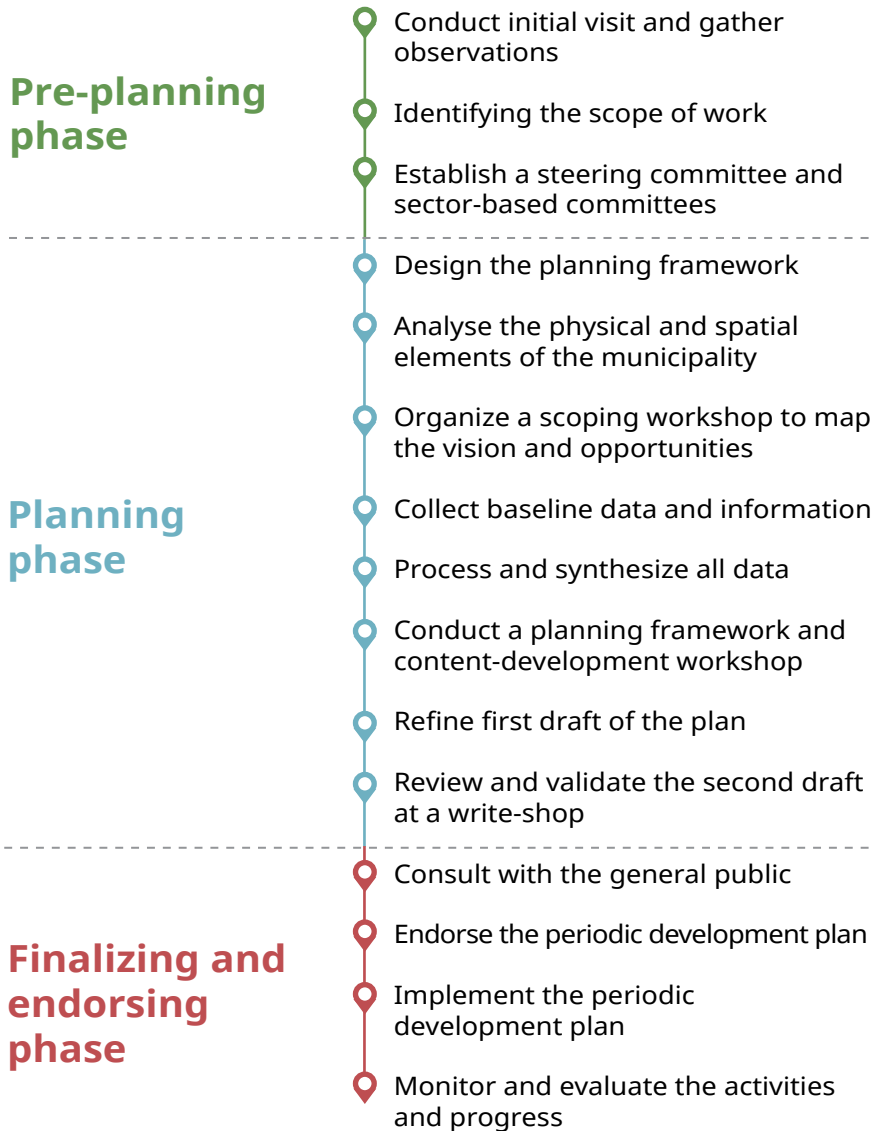 Pre-planning
phase
Conduct initial visit and gather
observations
Identifying the scope of work
Establish a steering committee and
sector-based committees
Planning
phase
Design the planning framework
Analyse the physical and spatial
elements of the municipality
Organize a scoping workshop to map
the vision and opportunities
Collect baseline data and information
Process and synthesize all data
Conduct a planning framework and
content-development workshop
Refine first draft of the plan
Review and validate the second draft
at a write-shop
Finalizing and
endorsing
phase
Consult with the general public
Endorse the periodic development plan
Implement the periodic
development plan
Monitor and evaluate the activities
and progress